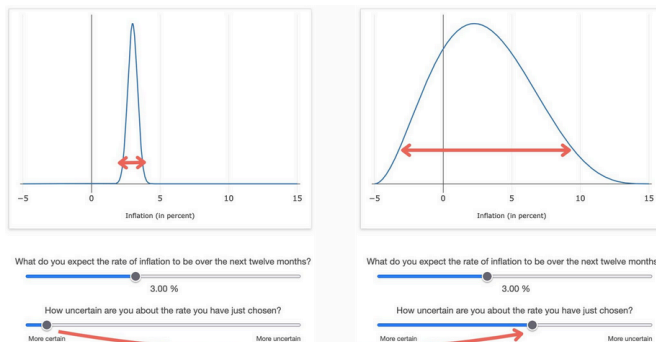 -5 0 5 10 15
Inflation (in percent)
What do you expect the rate of inflation to be over the next twelve months?
3.00 %
How uncertain are you about the rate you have just chosen?
More certain More uncertain
-5 0 5 10 15
Inflation (in percent)
What do you expect the rate of inflation to be over the next twelve months
3.00 %
How uncertain are you about the rate you have just chosen?
More certain More uncertain